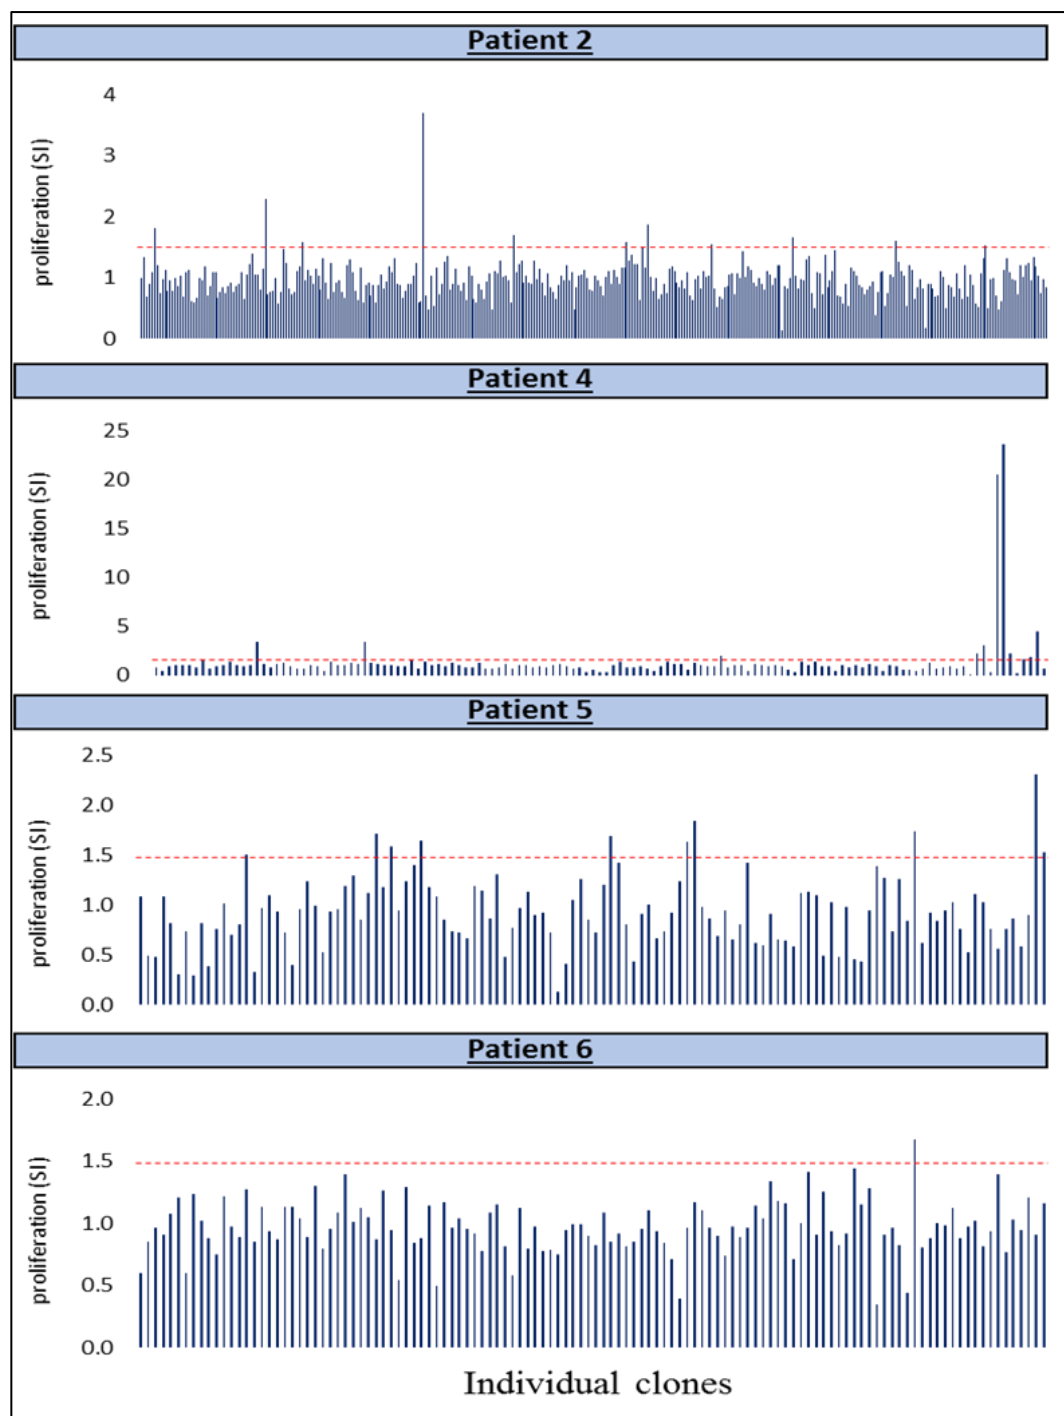 Patient 2
proliferation (SI)
4
3
2
1
0
Patient 4
proliferation (SI)
25
20
15
10
5
0
Patient 5
proliferation (SI)
2.5
2.0
1.5
1.0
0.5
0.0
Patient 6
proliferation (SI)
2.0
1.5
1.0
0.5
0.0
Individual clones